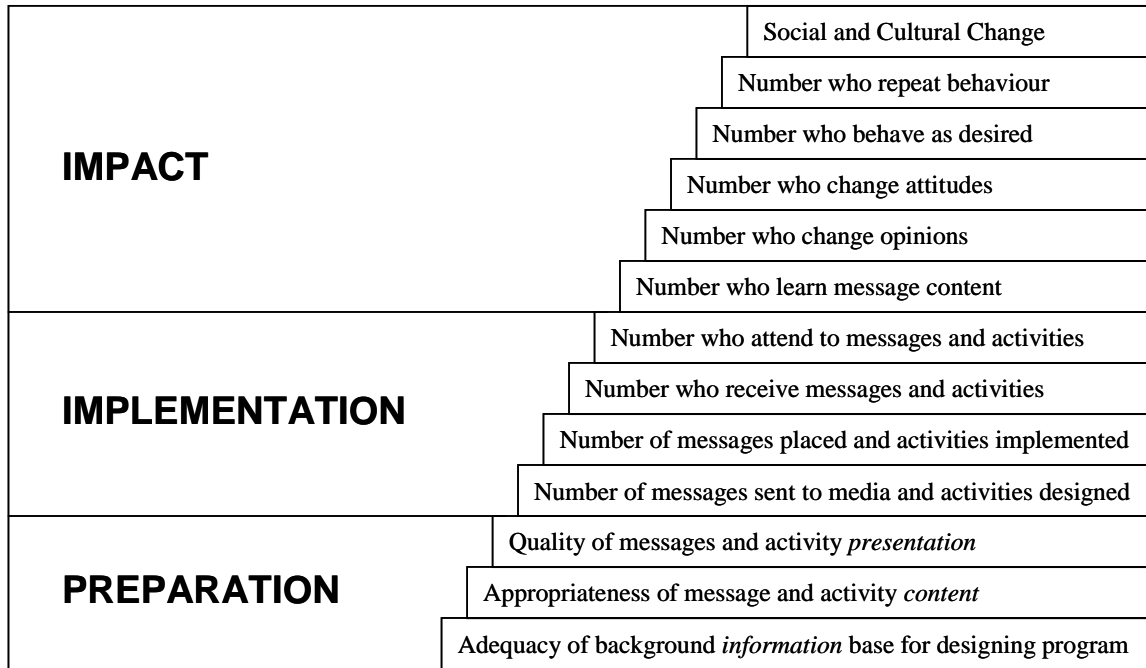 Social and Cultural Change
Number who repeat behaviour
Number who behave as desired
IMPACT
Number who change attitudes
Number who change opinions
Number who learn message content
Number who attend to messages and activities
Number who receive messages and activities
IMPLEMENTATION
Number of messages placed and activities implemented
Number of messages sent to media and activities designed
Quality of messages and activity presentation
PREPARATION
Appropriateness of message and activity content
Adequacy of background information base for designing program